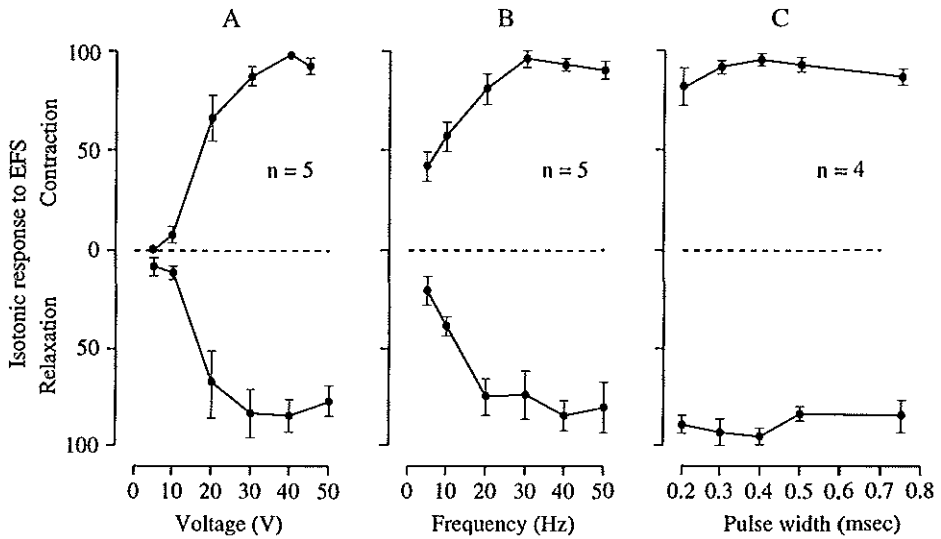 A
B
C
Isotonic response to EFS
Contraction
Relaxation
100
50
0
50
100
n = 5
n = 5
n = 4
0 10 20 30 40 50
Voltage (V)
0 10 20 30 40 50
Frequency (Hz)
0.2 0.3 0.4 0.5 0.6 0.7 0.8
Pulse width (msec)